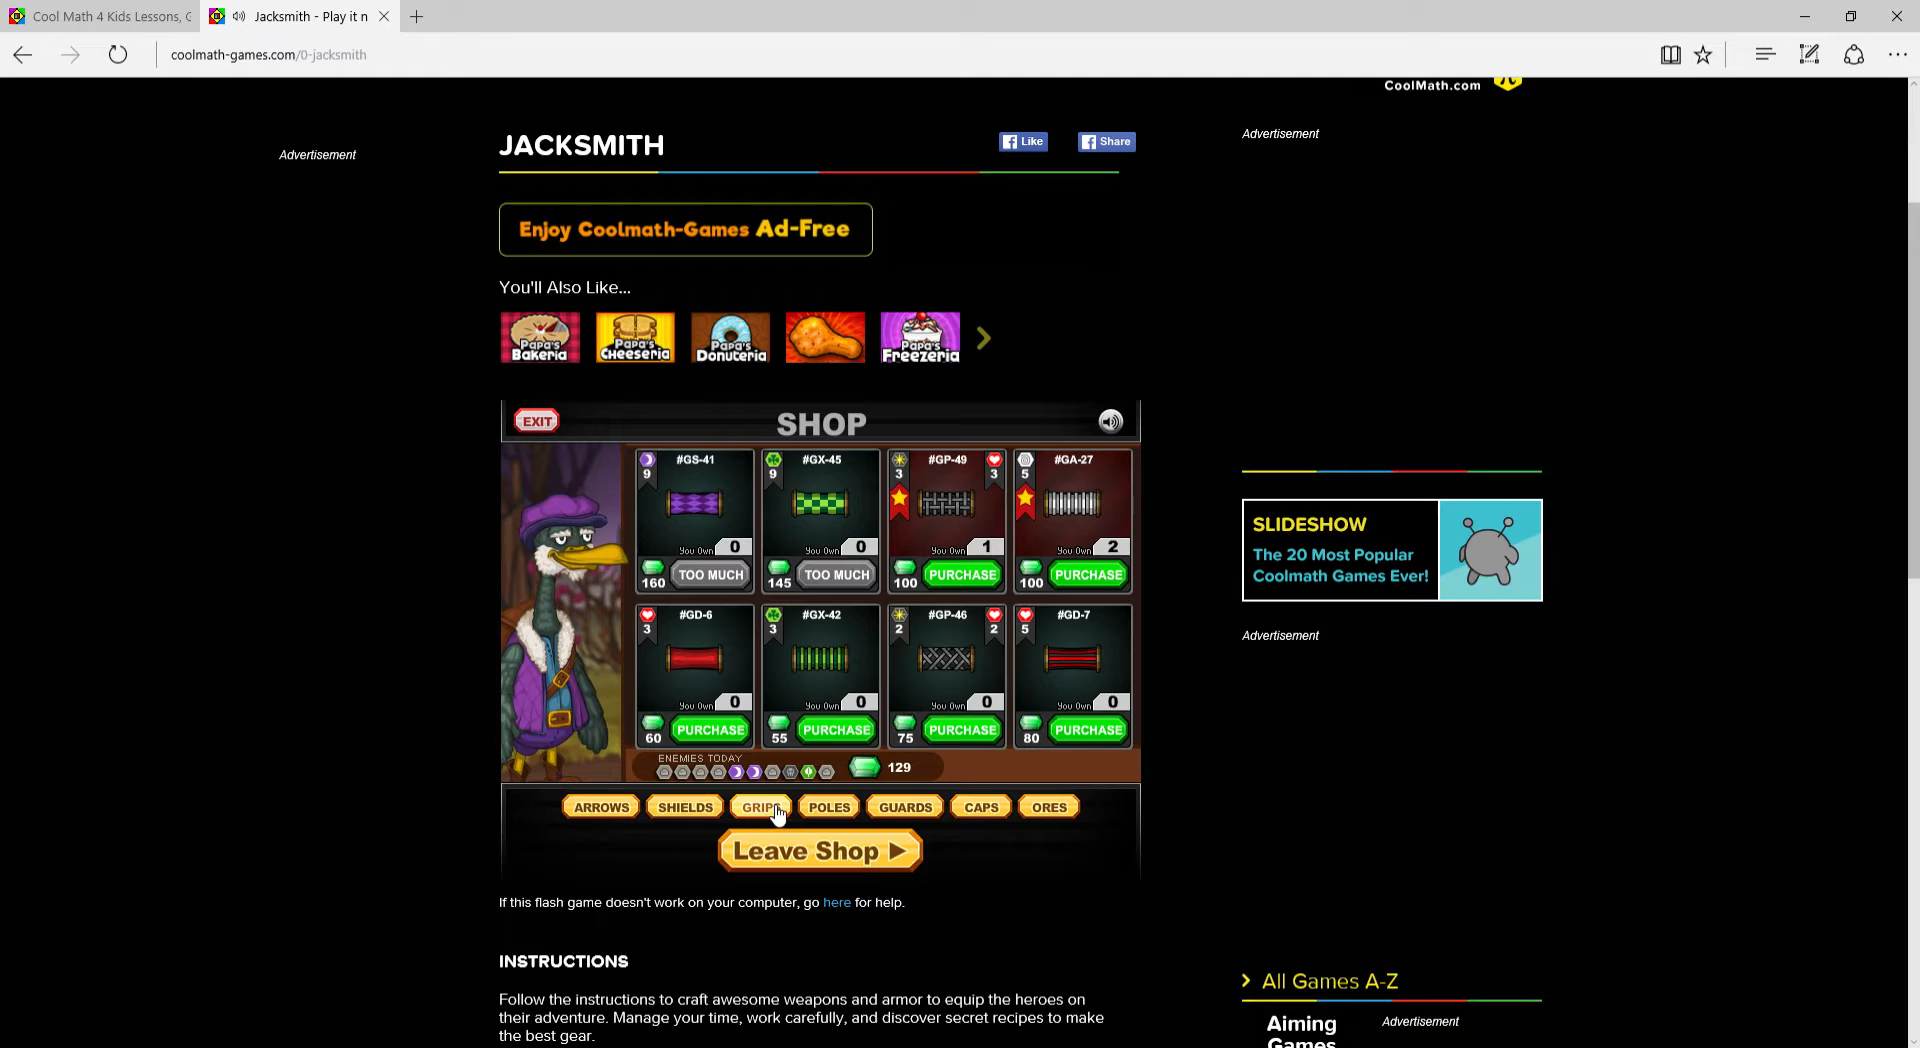 Cool Math 4 Kids Lessons, G
Jacksmith - Play it n
coolmath-games.com/0-jacksmith
CoolMath.com
Advertisement
JACKSMITH
Like
Share
Advertisement
Enjoy Coolmath-Games Ad-Free
You'll Also Like...
Papa's Bakeria
Papa's Cheeseria
Papa's Donuteria
Papa's Freezeria
EXIT
SHOP
#GS-41
9
You Own 0
160 TOO MUCH
#GX-45
9
You Own 0
145 TOO MUCH
#GP-49
3 3
You Own 1
100 PURCHASE
#GA-27
5
You Own 2
100 PURCHASE
#GD-6
3
You Own 0
60 PURCHASE
#GX-42
3
You Own 0
55 PURCHASE
#GP-46
2 2
You Own 0
75 PURCHASE
#GD-7
5
You Own 0
80 PURCHASE
ENEMIES TODAY
129
ARROWS SHIELDS GRIPS POLES GUARDS CAPS ORES
Leave Shop
If this flash game doesn't work on your computer, go here for help.
INSTRUCTIONS
Follow the instructions to craft awesome weapons and armor to equip the heroes on
their adventure. Manage your time, work carefully, and discover secret recipes to make
the best gear.
Advertisement
SLIDESHOW
The 20 Most Popular
Coolmath Games Ever!
Advertisement
All Games A-Z
Aiming
Games
Advertisement